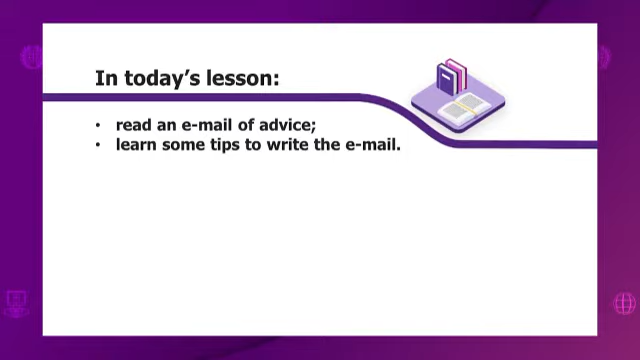 In today's lesson:
• read an e-mail of advice;
• learn some tips to write the e-mail.